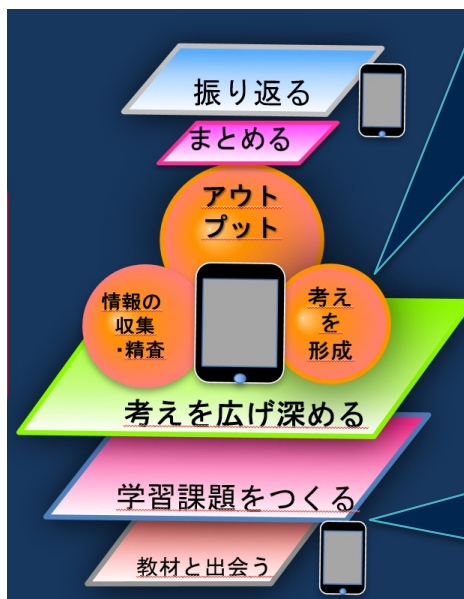 振り返る
まとめる
アウト
プット
情報の
収集
・精査
考え
を
形成
考えを広げ深める
学習課題をつくる
教材と出会う